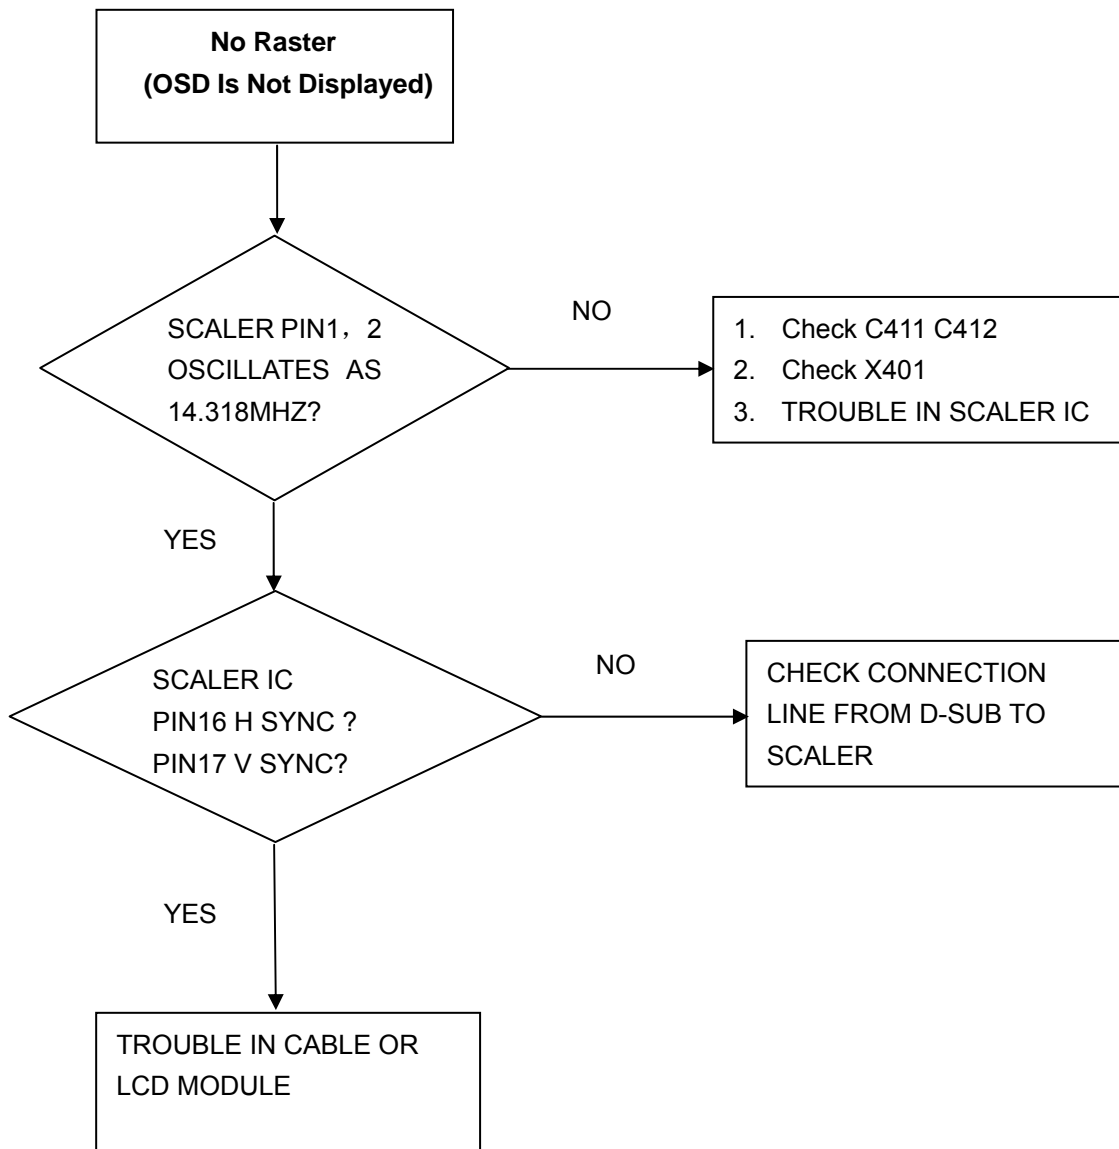 No Raster
(OSD Is Not Displayed)
SCALER PIN1，2
OSCILLATES AS
14.318MHZ?
NO
1. Check C411 C412
2. Check X401
3. TROUBLE IN SCALER IC
YES
SCALER IC
PIN16 H SYNC ?
PIN17 V SYNC?
NO
CHECK CONNECTION
LINE FROM D-SUB TO
SCALER
YES
TROUBLE IN CABLE OR
LCD MODULE